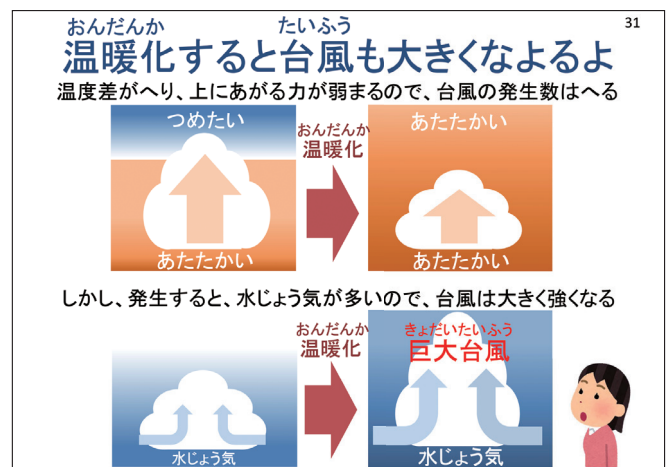 31
おんだんか たいふう
温暖化すると台風も大きくなよるよ
温度差がへり、上にあがる力が弱まるので、台風の発生数はへる
つめたい
あたたかい
おんだんか
温暖化
あたたかい
あたたかい
しかし、発生すると、水じょう気が多いので、台風は大きく強くなる
おんだんか
温暖化
きょだいたいふう
巨大台風
水じょう気
水じょう気